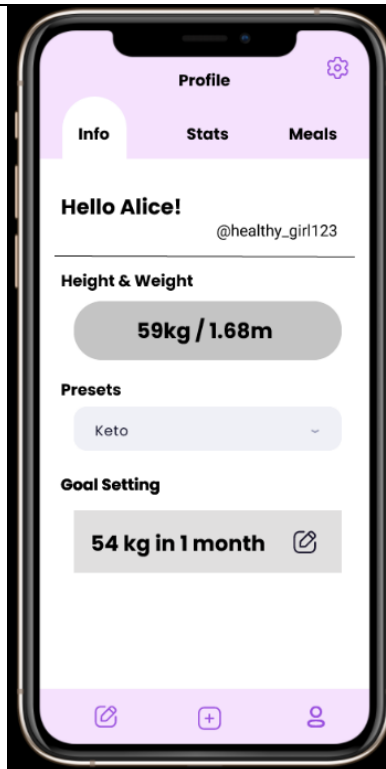 Profile
Info Stats Meals
Hello Alice!
@healthy_girl123
Height & Weight
59kg / 1.68m
Presets
Keto
Goal Setting
54 kg in 1 month